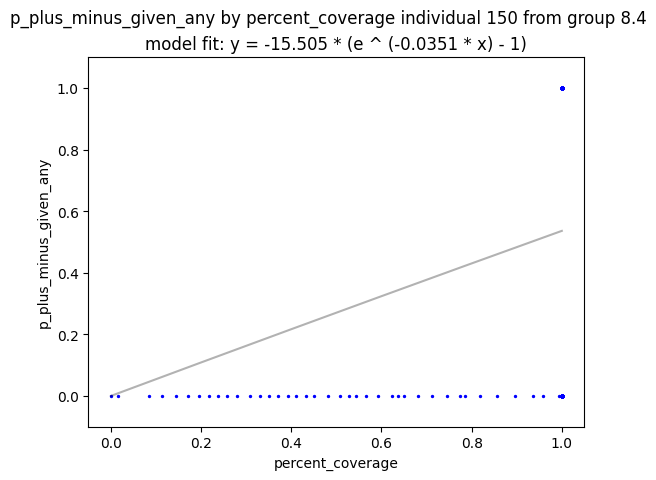 p_plus_minus_given_any by percent_coverage individual 150 from group 8.4
model fit: y = -15.505 * (e ^ (-0.0351 * x) - 1)
1.0
0.8
0.6
0.4
0.2
0.0
p_plus_minus_given_any
0.0 0.2 0.4 0.6 0.8 1.0
percent_coverage